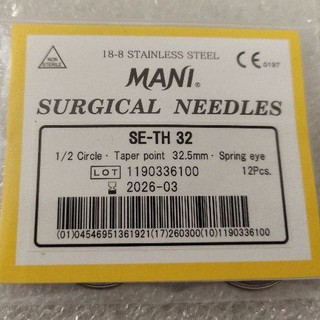 NON STERILE
18-8 STAINLESS STEEL
CE 0197
MANI®
SURGICAL NEEDLES
SE-TH 32
1/2 Circle · Taper point 32.5mm · Spring eye
LOT 1190336100 12Pcs.
2026-03
(01)04546951361921(17)260300(10)1190336100